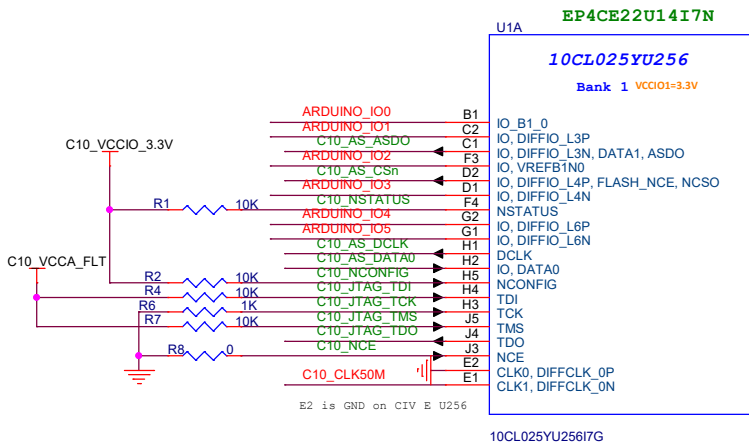 EP4CE22U14I7N
U1A
10CL025YU256
Bank 1 VCCIO1=3.3V
ARDUINO_IO0 B1 IO_B1_0
ARDUINO_IO1 C2 IO, DIFFIO_L3P
C10_AS_ASDO C1 IO, DIFFIO_L3N, DATA1, ASDO
C10_VCCIO_3.3V
ARDUINO_IO2 F3 IO, VREFB1N0
C10_AS_CSn D2 IO, DIFFIO_L4P, FLASH_NCE, NCSO
ARDUINO_IO3 D1 IO, DIFFIO_L4N
R1 10K C10_NSTATUS F4 NSTATUS
ARDUINO_IO4 G2 IO, DIFFIO_L6P
ARDUINO_IO5 G1 IO, DIFFIO_L6N
C10_AS_DCLK H1 DCLK
C10_VCCA_FLT
C10_AS_DATA0 H2 IO, DATA0
R2 10K C10_NCONFIG H5 NCONFIG
R4 10K C10_JTAG_TDI H4 TDI
R6 1K C10_JTAG_TCK H3 TCK
R7 10K C10_JTAG_TMS J5 TMS
C10_JTAG_TDO J4 TDO
R8 0 C10_NCE J3 NCE
E2 CLK0, DIFFCLK_0P
C10_CLK50M E1 CLK1, DIFFCLK_0N
E2 is GND on CIV E U256
10CL025YU256I7G